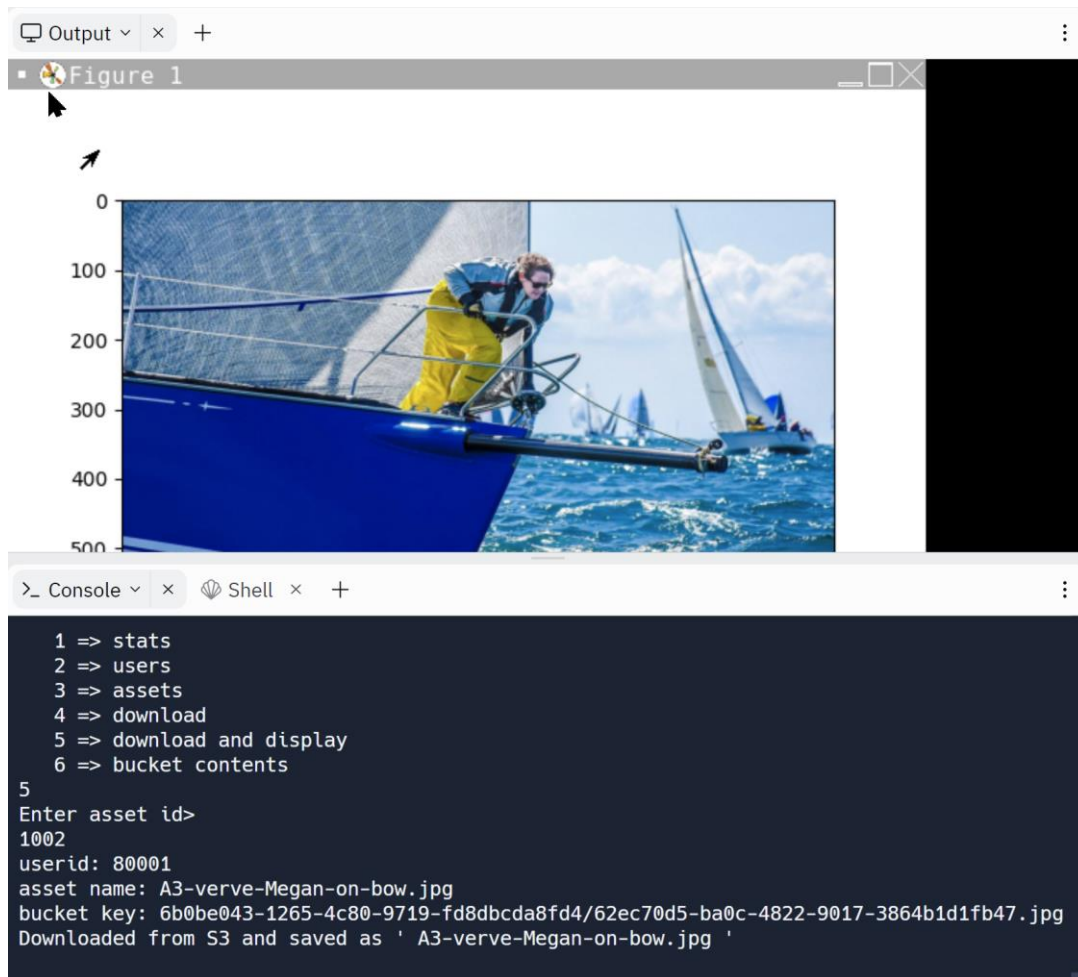 Output
Figure 1
0
100
200
300
400
500
Console
Shell
1 => stats
2 => users
3 => assets
4 => download
5 => download and display
6 => bucket contents
5
Enter asset id>
1002
userid: 80001
asset name: A3-verve-Megan-on-bow.jpg
bucket key: 6b0be043-1265-4c80-9719-fd8dbcda8fd4/62ec70d5-ba0c-4822-9017-3864b1d1fb47.jpg
Downloaded from S3 and saved as ' A3-verve-Megan-on-bow.jpg '